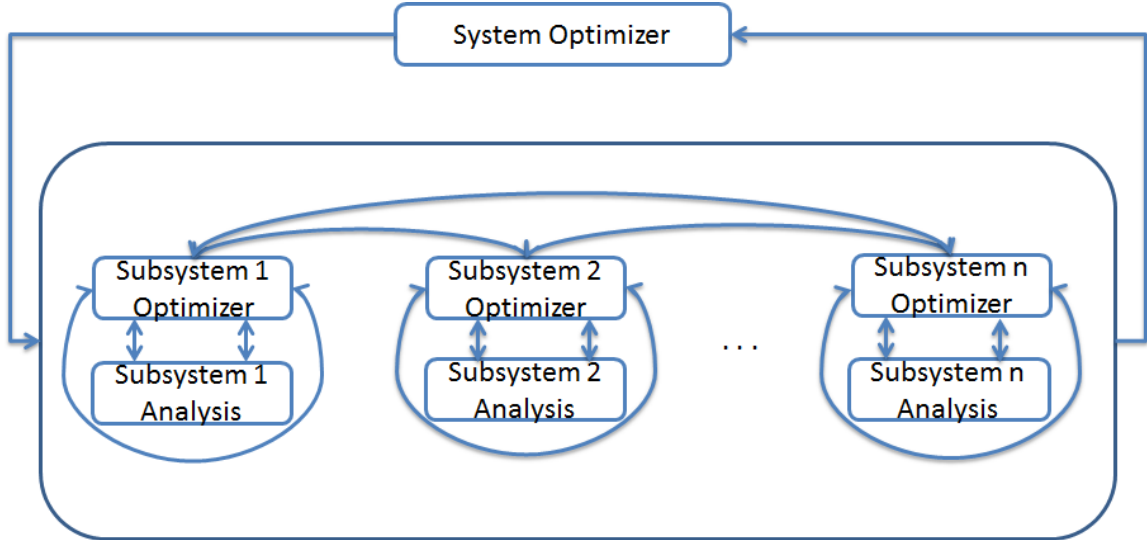 System Optimizer
Subsystem 1
Optimizer
Subsystem 2
Optimizer
Subsystem n
Optimizer
Subsystem 1
Analysis
Subsystem 2
Analysis
. . .
Subsystem n
Analysis